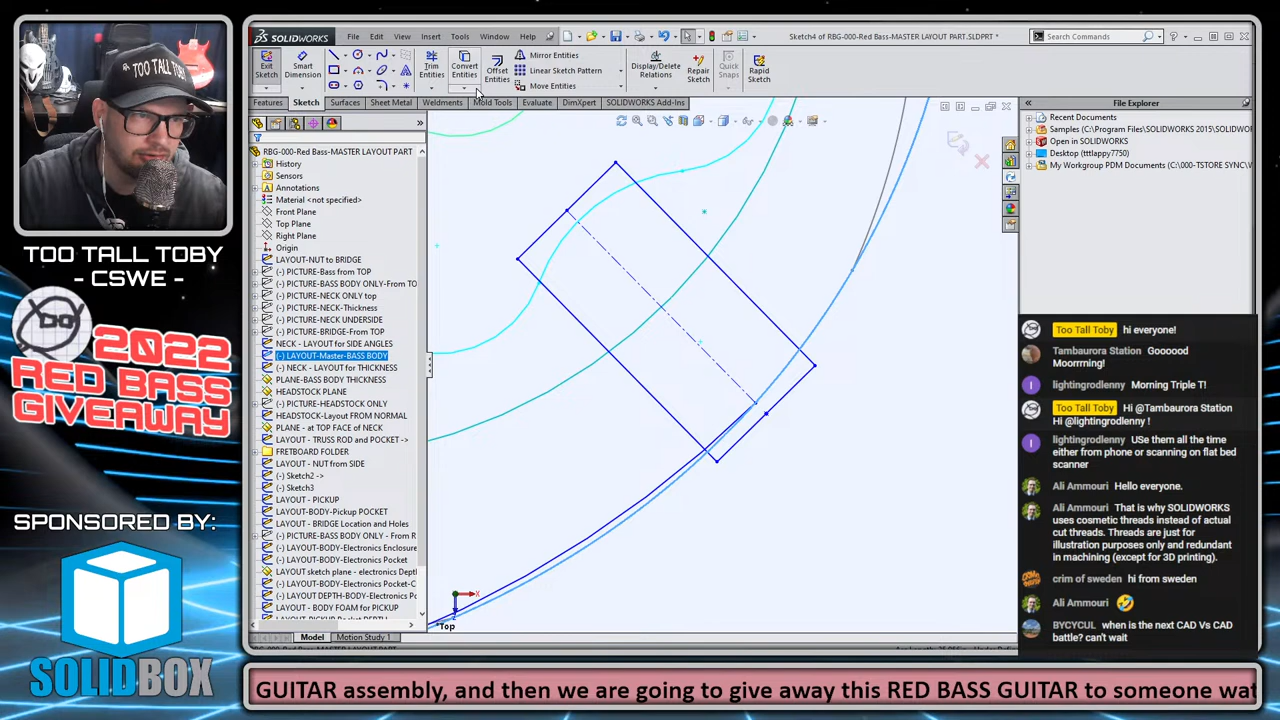 TOO TALL TOBY
- CSWE -
2022
RED BASS
GIVEAWAY
SPONSORED BY:
SOLIDBOX
SOLIDWORKS
File Edit View Insert Tools Window Help
Sketch4 of RBG-000-Red Bass-MASTER LAYOUT PART.SLDPRT *
Search Commands
Exit Sketch
Smart Dimension
Trim Entities
Convert Entities
Offset Entities
Mirror Entities
Linear Sketch Pattern
Move Entities
Display/Delete Relations
Repair Sketch
Quick Snaps
Rapid Sketch
Features Sketch Surfaces Sheet Metal Weldments Mold Tools Evaluate DimXpert SOLIDWORKS Add-Ins
RBG-000-Red Bass-MASTER LAYOUT PART
History
Sensors
Annotations
Material <not specified>
Front Plane
Top Plane
Right Plane
Origin
LAYOUT-NUT to BRIDGE
(-) PICTURE-Bass from TOP
(-) PICTURE-BASS BODY ONLY-From TO
(-) PICTURE-NECK ONLY top
(-) PICTURE-NECK-Thickness
(-) PICTURE-NECK UNDERSIDE
(-) PICTURE-BRIDGE-From TOP
NECK - LAYOUT for SIDE ANGLES
(-) LAYOUT-Master-BASS BODY
(-) NECK - LAYOUT for THICKNESS
PLANE-BASS BODY THICKNESS
HEADSTOCK PLANE
(-) PICTURE-HEADSTOCK ONLY
HEADSTOCK-Layout FROM NORMAL
PLANE - at TOP FACE of NECK
LAYOUT - TRUSS ROD and POCKET ->
FRETBOARD FOLDER
LAYOUT - NUT from SIDE
(-) Sketch2 ->
(-) Sketch3
LAYOUT - PICKUP
LAYOUT-BODY-Pickup POCKET
LAYOUT - BRIDGE Location and Holes
(-) PICTURE-BASS BODY ONLY - From R
(-) LAYOUT-BODY-Electronics Enclosure
(-) LAYOUT-BODY-Electronics Pocket
LAYOUT sketch plane - electronics Dept
(-) LAYOUT-BODY-Electronics Pocket-C
(-) LAYOUT DEPTH-BODY-Electronics Po
(-) LAYOUT - BODY FOAM for PICKUP
Model Motion Study 1
*Top
X
File Explorer
Recent Documents
Samples (C:\Program Files\SOLIDWORKS 2015\SOLIDWO
Open in SOLIDWORKS
Desktop (tttlappy7750)
My Workgroup PDM Documents (C:\000-TSTORE SYNC\W
Too Tall Toby hi everyone!
Tambaurora Station Goooood
Moorrrning!
lightingrodlenny Morning Triple T!
Too Tall Toby Hi @Tambaurora Station
Hi @lightingrodlenny !
lightingrodlenny USe them all the time
either from phone or scanning on flat bed
scanner
Ali Ammouri Hello everyone.
Ali Ammouri That is why SOLIDWORKS
uses cosmetic threads instead of actual
cut threads. Threads are just for
illustration purposes only and redundant
in machining (except for 3D printing).
crim of sweden hi from sweden
Ali Ammouri 🤣
BYCYCUL when is the next CAD Vs CAD
battle? can't wait
GUITAR assembly, and then we are going to give away this RED BASS GUITAR to someone wat